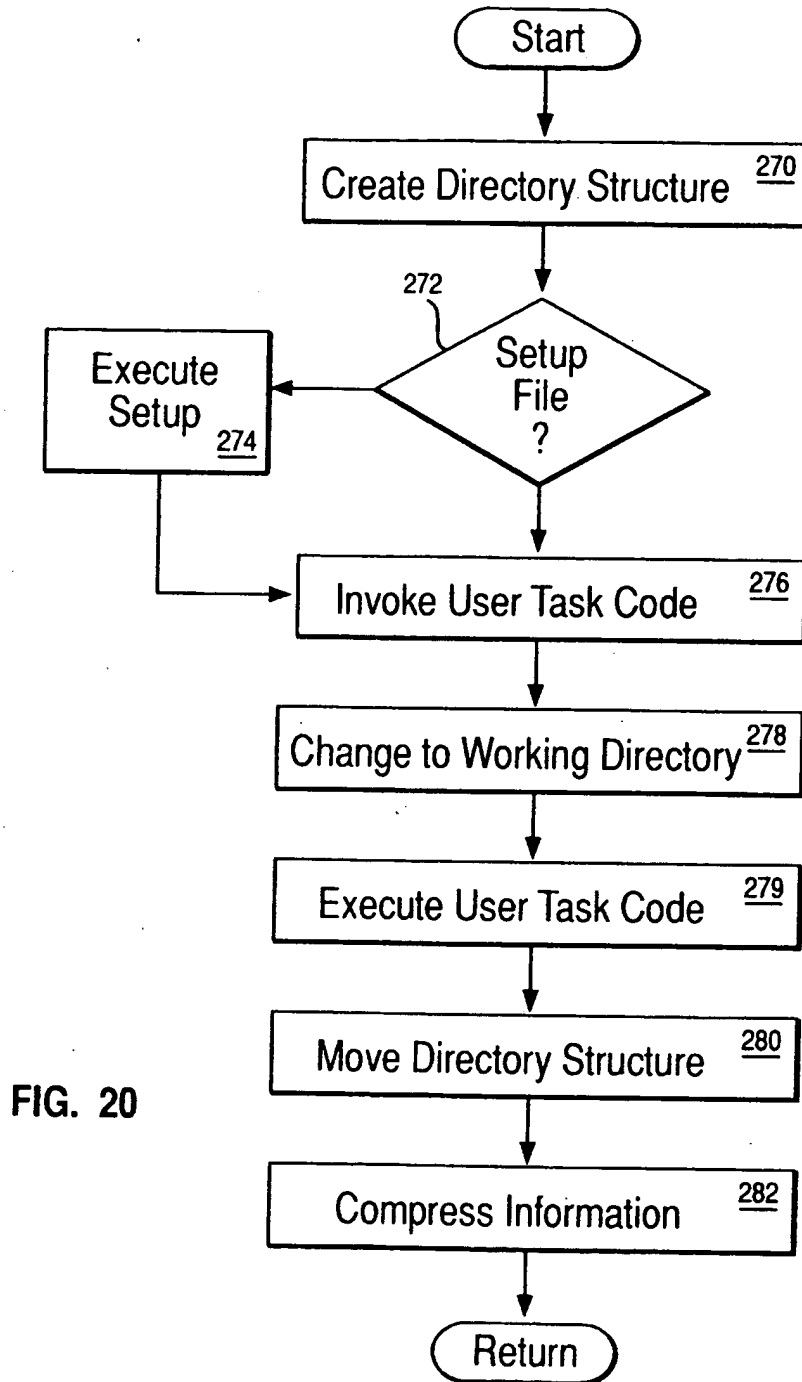 Start
Create Directory Structure 270
272
Setup
File
?
Execute
Setup
274
Invoke User Task Code 276
Change to Working Directory 278
Execute User Task Code 279
Move Directory Structure 280
FIG. 20
Compress Information 282
Return